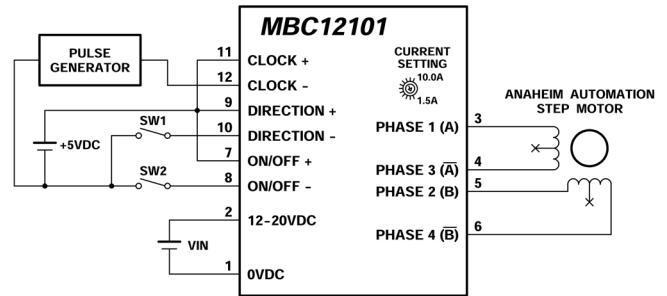 MBC12101
PULSE
GENERATOR
11
CLOCK +
12
CLOCK -
9
DIRECTION +
SW1
10
DIRECTION -
+5VDC
7
ON/OFF +
SW2
8
ON/OFF -
2
12-20VDC
VIN
1
0VDC
CURRENT
SETTING
10.0A
1.5A
ANAHEIM AUTOMATION
STEP MOTOR
3
PHASE 1 (A)
4
PHASE 3 (A̅)
5
PHASE 2 (B)
6
PHASE 4 (B̅)